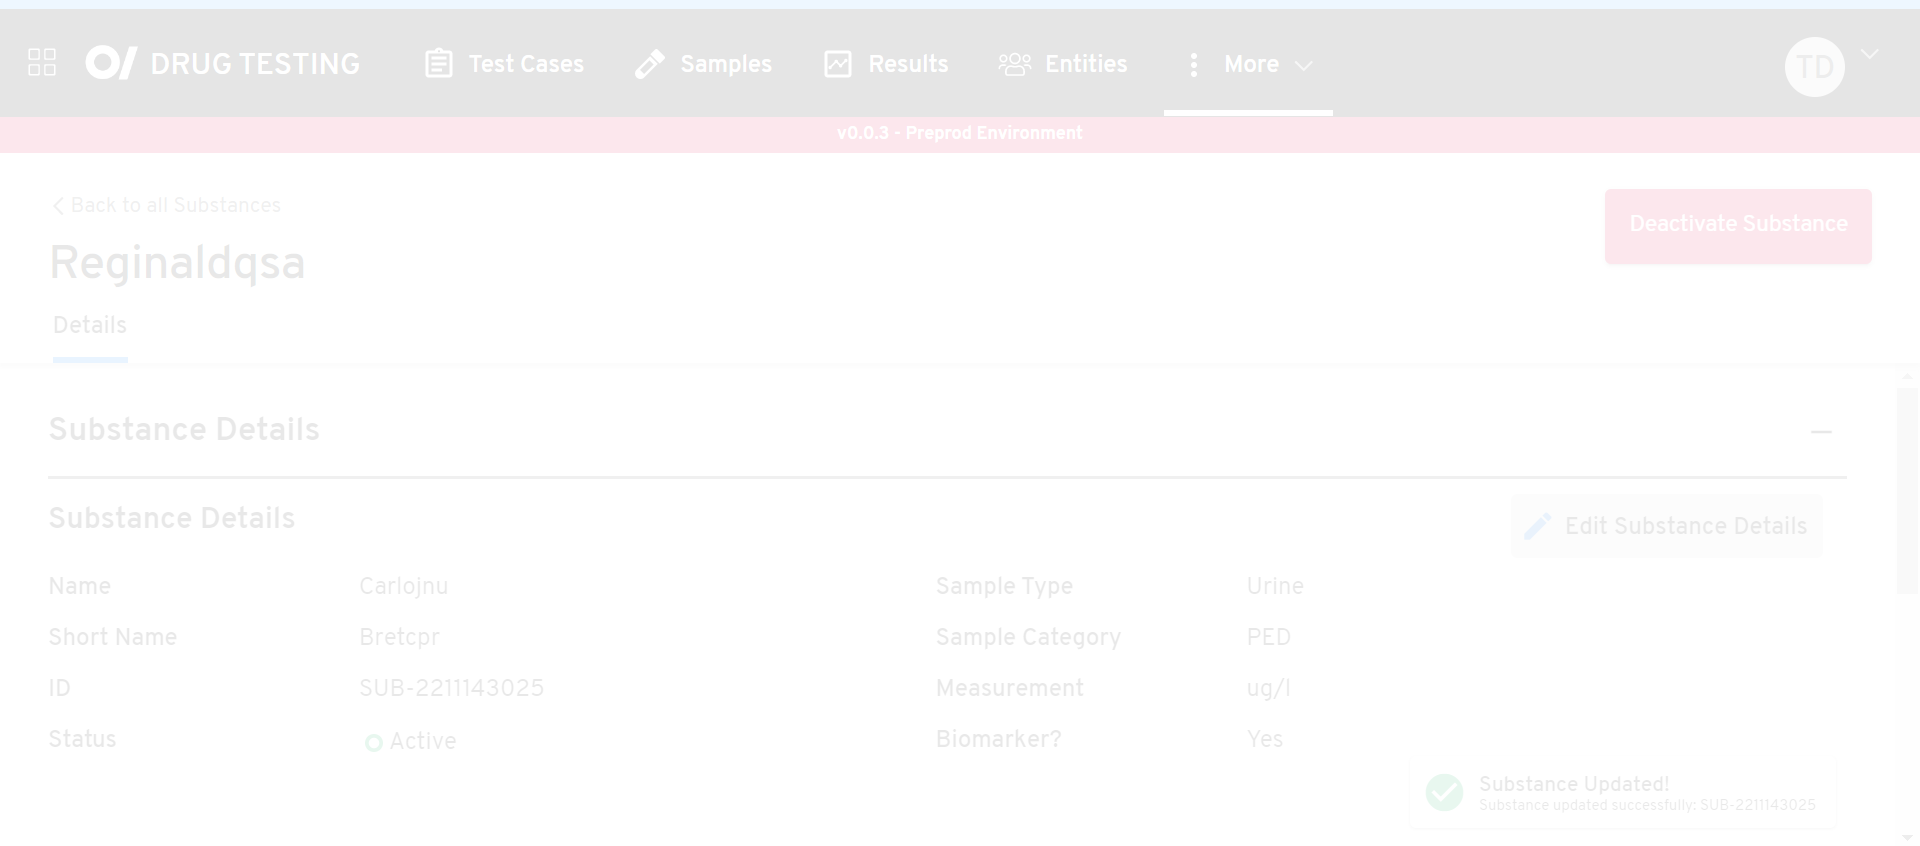 DRUG TESTING Test Cases Samples Results Entities More TD
v0.0.3 - Preprod Environment
Back to all Substances
Deactivate Substance
Reginaldqsa
Details
Substance Details
Substance Details
Edit Substance Details
Name Carlojnu Sample Type Urine
Short Name Bretcpr Sample Category PED
ID SUB-2211143025 Measurement ug/l
Status Active Biomarker? Yes
Substance Updated!
Substance updated successfully: SUB-2211143025